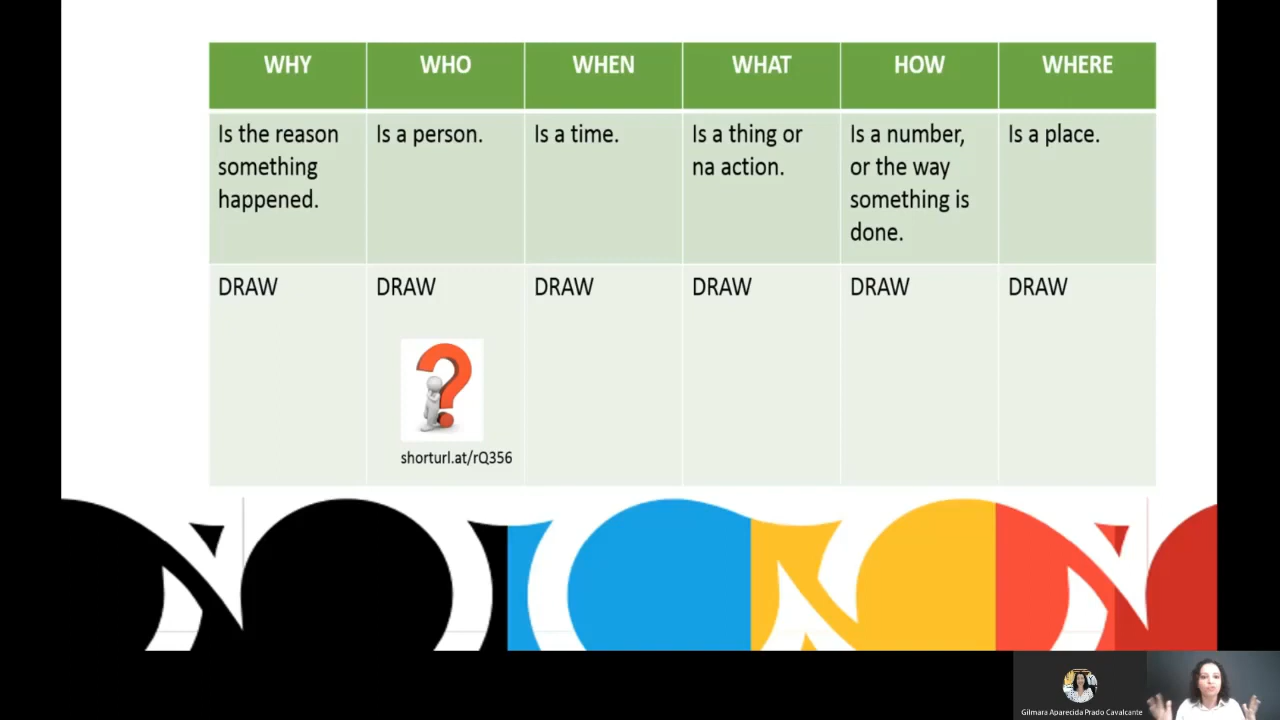 WHY
WHO
WHEN
WHAT
HOW
WHERE
Is the reason
something
happened.
Is a person.
Is a time.
Is a thing or
na action.
Is a number,
or the way
something is
done.
Is a place.
DRAW
DRAW
DRAW
DRAW
DRAW
DRAW
shorturl.at/rQ356
Gilmara Aparecida Prado Cavalcante